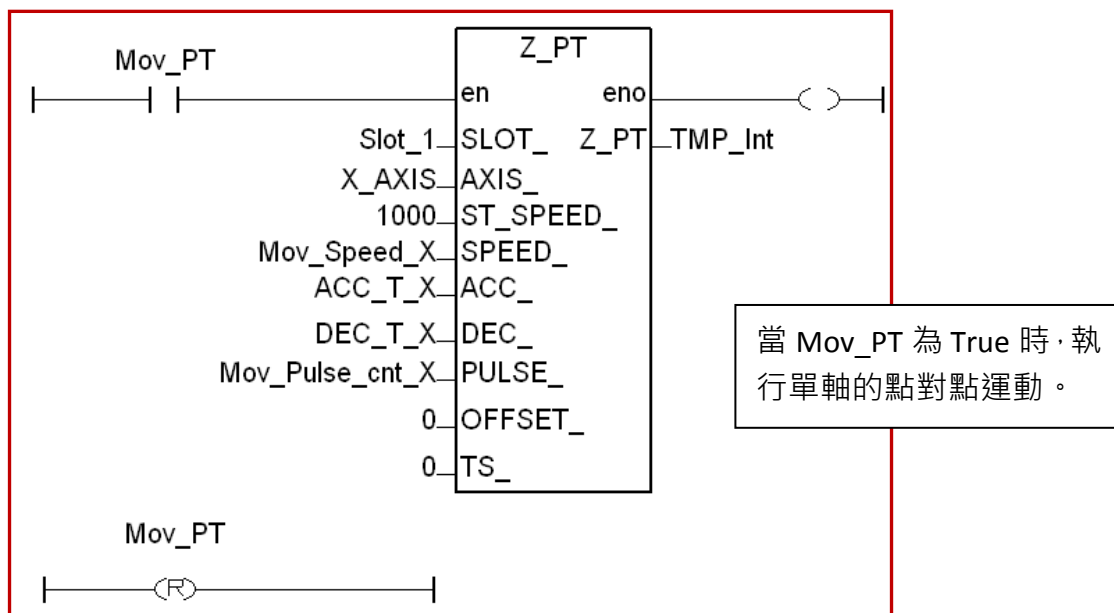 Mov_PT
Z_PT
en eno
Slot_1 SLOT_ Z_PT TMP_Int
X_AXIS AXIS_
1000 ST_SPEED_
Mov_Speed_X SPEED_
ACC_T_X ACC_
DEC_T_X DEC_
Mov_Pulse_cnt_X PULSE_
0 OFFSET_
0 TS_
當 Mov_PT 為 True 時，執
行單軸的點對點運動。
Mov_PT
R